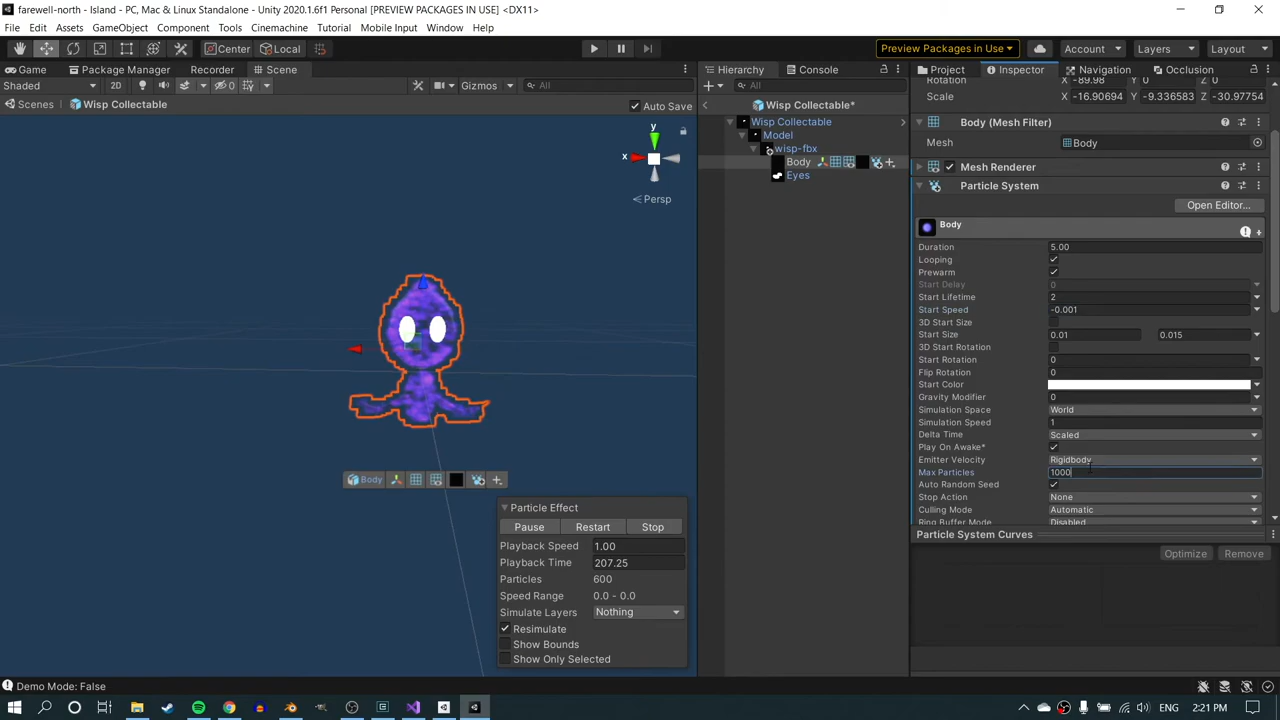 farewell-north - Island - PC, Mac & Linux Standalone - Unity 2020.1.6f1 Personal [PREVIEW PACKAGES IN USE] <DX11>
File Edit Assets GameObject Component Tools Cinemachine Tutorial Mobile Input Window Help
Center Local Preview Packages in Use Account Layers Layout
Game Package Manager Recorder Scene Hierarchy Console Project Inspector Navigation Occlusion
Shaded 2D 0 Gizmos All All
Rotation X -89.98 Y 0 Z 0
Scale X -16.90694 Y -9.336583 Z -30.97754
Scenes Wisp Collectable Auto Save Wisp Collectable*
Wisp Collectable
Model
wisp-fbx
Body
Eyes
y
x
Persp
Body (Mesh Filter)
Mesh Body
Mesh Renderer
Particle System
Open Editor...
Body
Duration 5.00
Looping
Prewarm
Start Delay 0
Start Lifetime 2
Start Speed -0.001
3D Start Size
Start Size 0.01 0.015
3D Start Rotation
Start Rotation 0
Flip Rotation 0
Start Color
Gravity Modifier 0
Simulation Space World
Simulation Speed 1
Delta Time Scaled
Play On Awake*
Emitter Velocity Rigidbody
Max Particles 1000
Auto Random Seed
Stop Action None
Culling Mode Automatic
Ring Buffer Mode Disabled
Particle System Curves
Optimize Remove
Body
Particle Effect
Pause Restart Stop
Playback Speed 1.00
Playback Time 207.25
Particles 600
Speed Range 0.0 - 0.0
Simulate Layers Nothing
Resimulate
Show Bounds
Show Only Selected
Demo Mode: False
2:21 PM